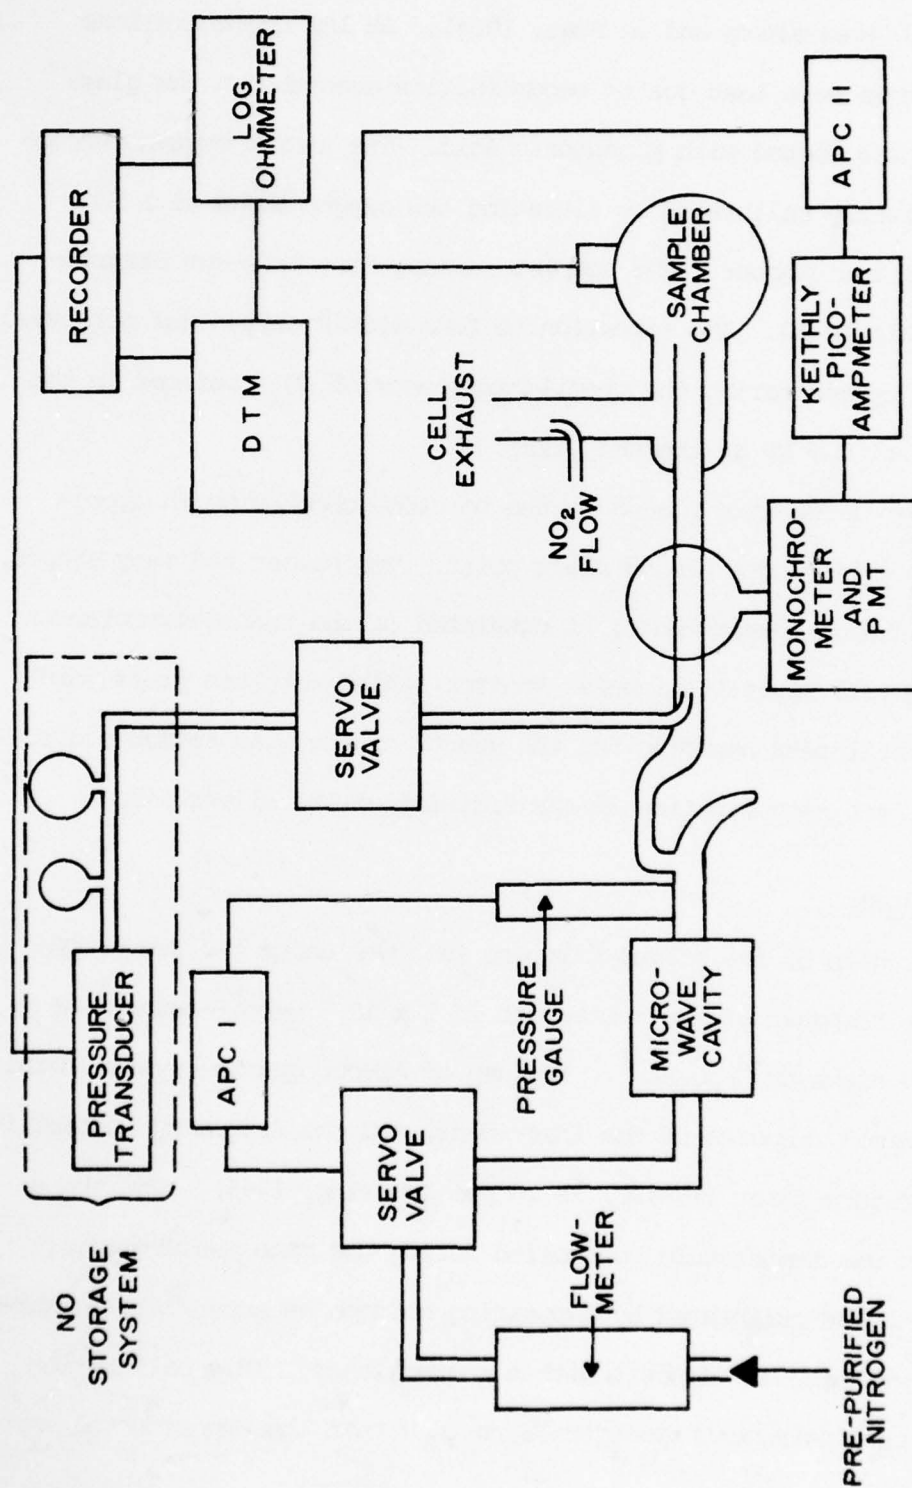 NO
STORAGE
SYSTEM
PRESSURE
TRANSDUCER
RECORDER
LOG
OHMMETER
DTM
APC I
SERVO
VALVE
SERVO
VALVE
CELL
EXHAUST
NO2
FLOW
SAMPLE
CHAMBER
APC II
PRESSURE
GAUGE
FLOW-
METER
MICRO-
WAVE
CAVITY
KEITHLY
PICO-
AMPMETER
MONOCHRO-
METER
AND
PMT
PRE-PURIFIED
NITROGEN